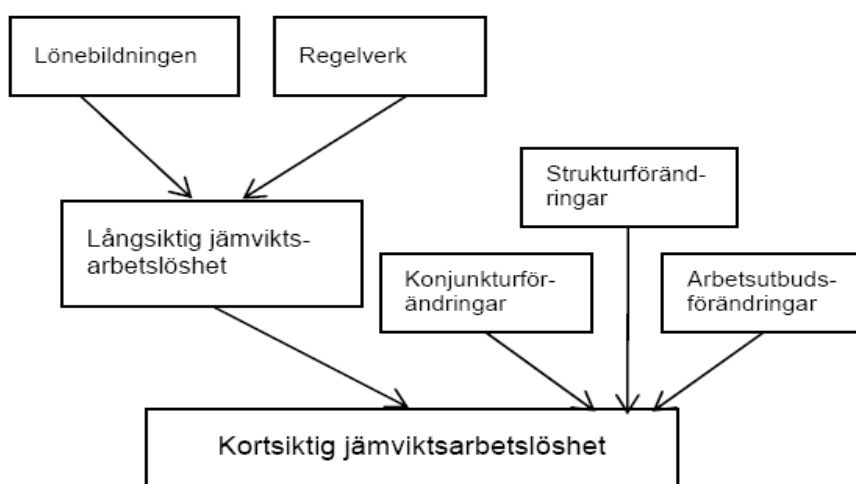 Lönebildningen
Regelverk
Strukturföränd-
ringar
Långsiktig jämvikts-
arbetslöshet
Konjunkturför-
ändringar
Arbetsutbuds-
förändringar
Kortsiktig jämviktsarbetslöshet